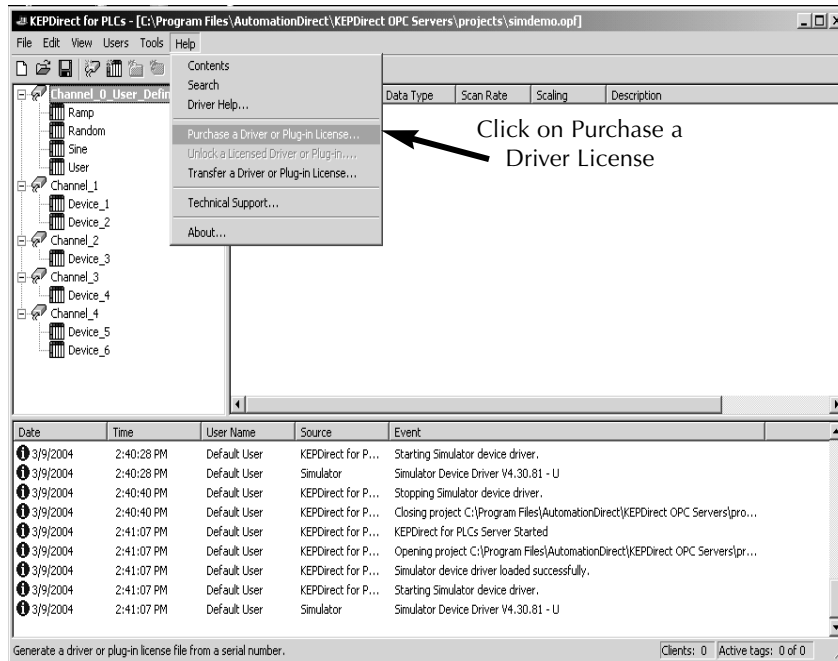 KEPDirect for PLCs - [C:\Program Files\AutomationDirect\KEPDirect OPC Servers\projects\simdemo.opf]
File Edit View Users Tools Help
Contents
Search
Driver Help...
Purchase a Driver or Plug-in License...
Unlock a Licensed Driver or Plug-in....
Transfer a Driver or Plug-in License...
Technical Support...
About...
Channel_0_User_Defin
Ramp
Random
Sine
User
Channel_1
Device_1
Device_2
Channel_2
Device_3
Channel_3
Device_4
Channel_4
Device_5
Device_6
Data Type Scan Rate Scaling Description
Click on Purchase a
Driver License
Date Time User Name Source Event
3/9/2004 2:40:28 PM Default User KEPDirect for P... Starting Simulator device driver.
3/9/2004 2:40:28 PM Default User Simulator Simulator Device Driver V4.30.81 - U
3/9/2004 2:40:40 PM Default User KEPDirect for P... Stopping Simulator device driver.
3/9/2004 2:40:40 PM Default User KEPDirect for P... Closing project C:\Program Files\AutomationDirect\KEPDirect OPC Servers\pro...
3/9/2004 2:41:07 PM Default User KEPDirect for P... KEPDirect for PLCs Server Started
3/9/2004 2:41:07 PM Default User KEPDirect for P... Opening project C:\Program Files\AutomationDirect\KEPDirect OPC Servers\pr...
3/9/2004 2:41:07 PM Default User KEPDirect for P... Simulator device driver loaded successfully.
3/9/2004 2:41:07 PM Default User KEPDirect for P... Starting Simulator device driver.
3/9/2004 2:41:07 PM Default User Simulator Simulator Device Driver V4.30.81 - U
Generate a driver or plug-in license file from a serial number. Clients: 0 Active tags: 0 of 0